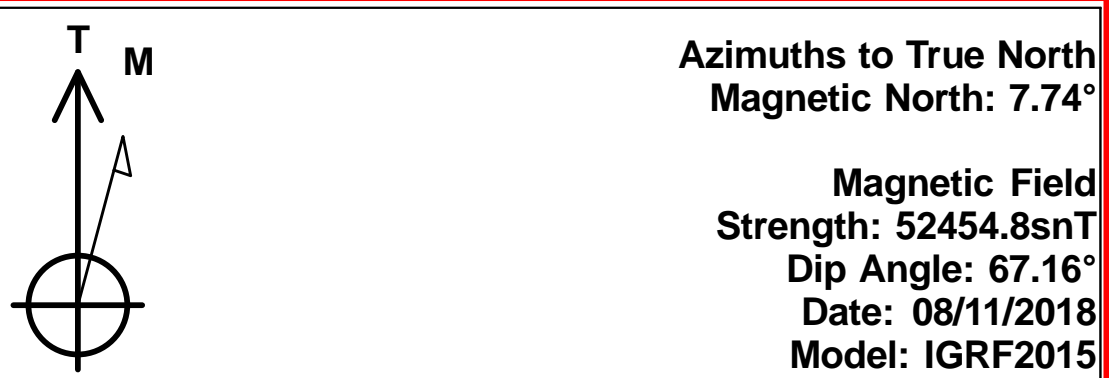 T
M
Azimuths to True North
Magnetic North: 7.74°
Magnetic Field
Strength: 52454.8snT
Dip Angle: 67.16°
Date: 08/11/2018
Model: IGRF2015